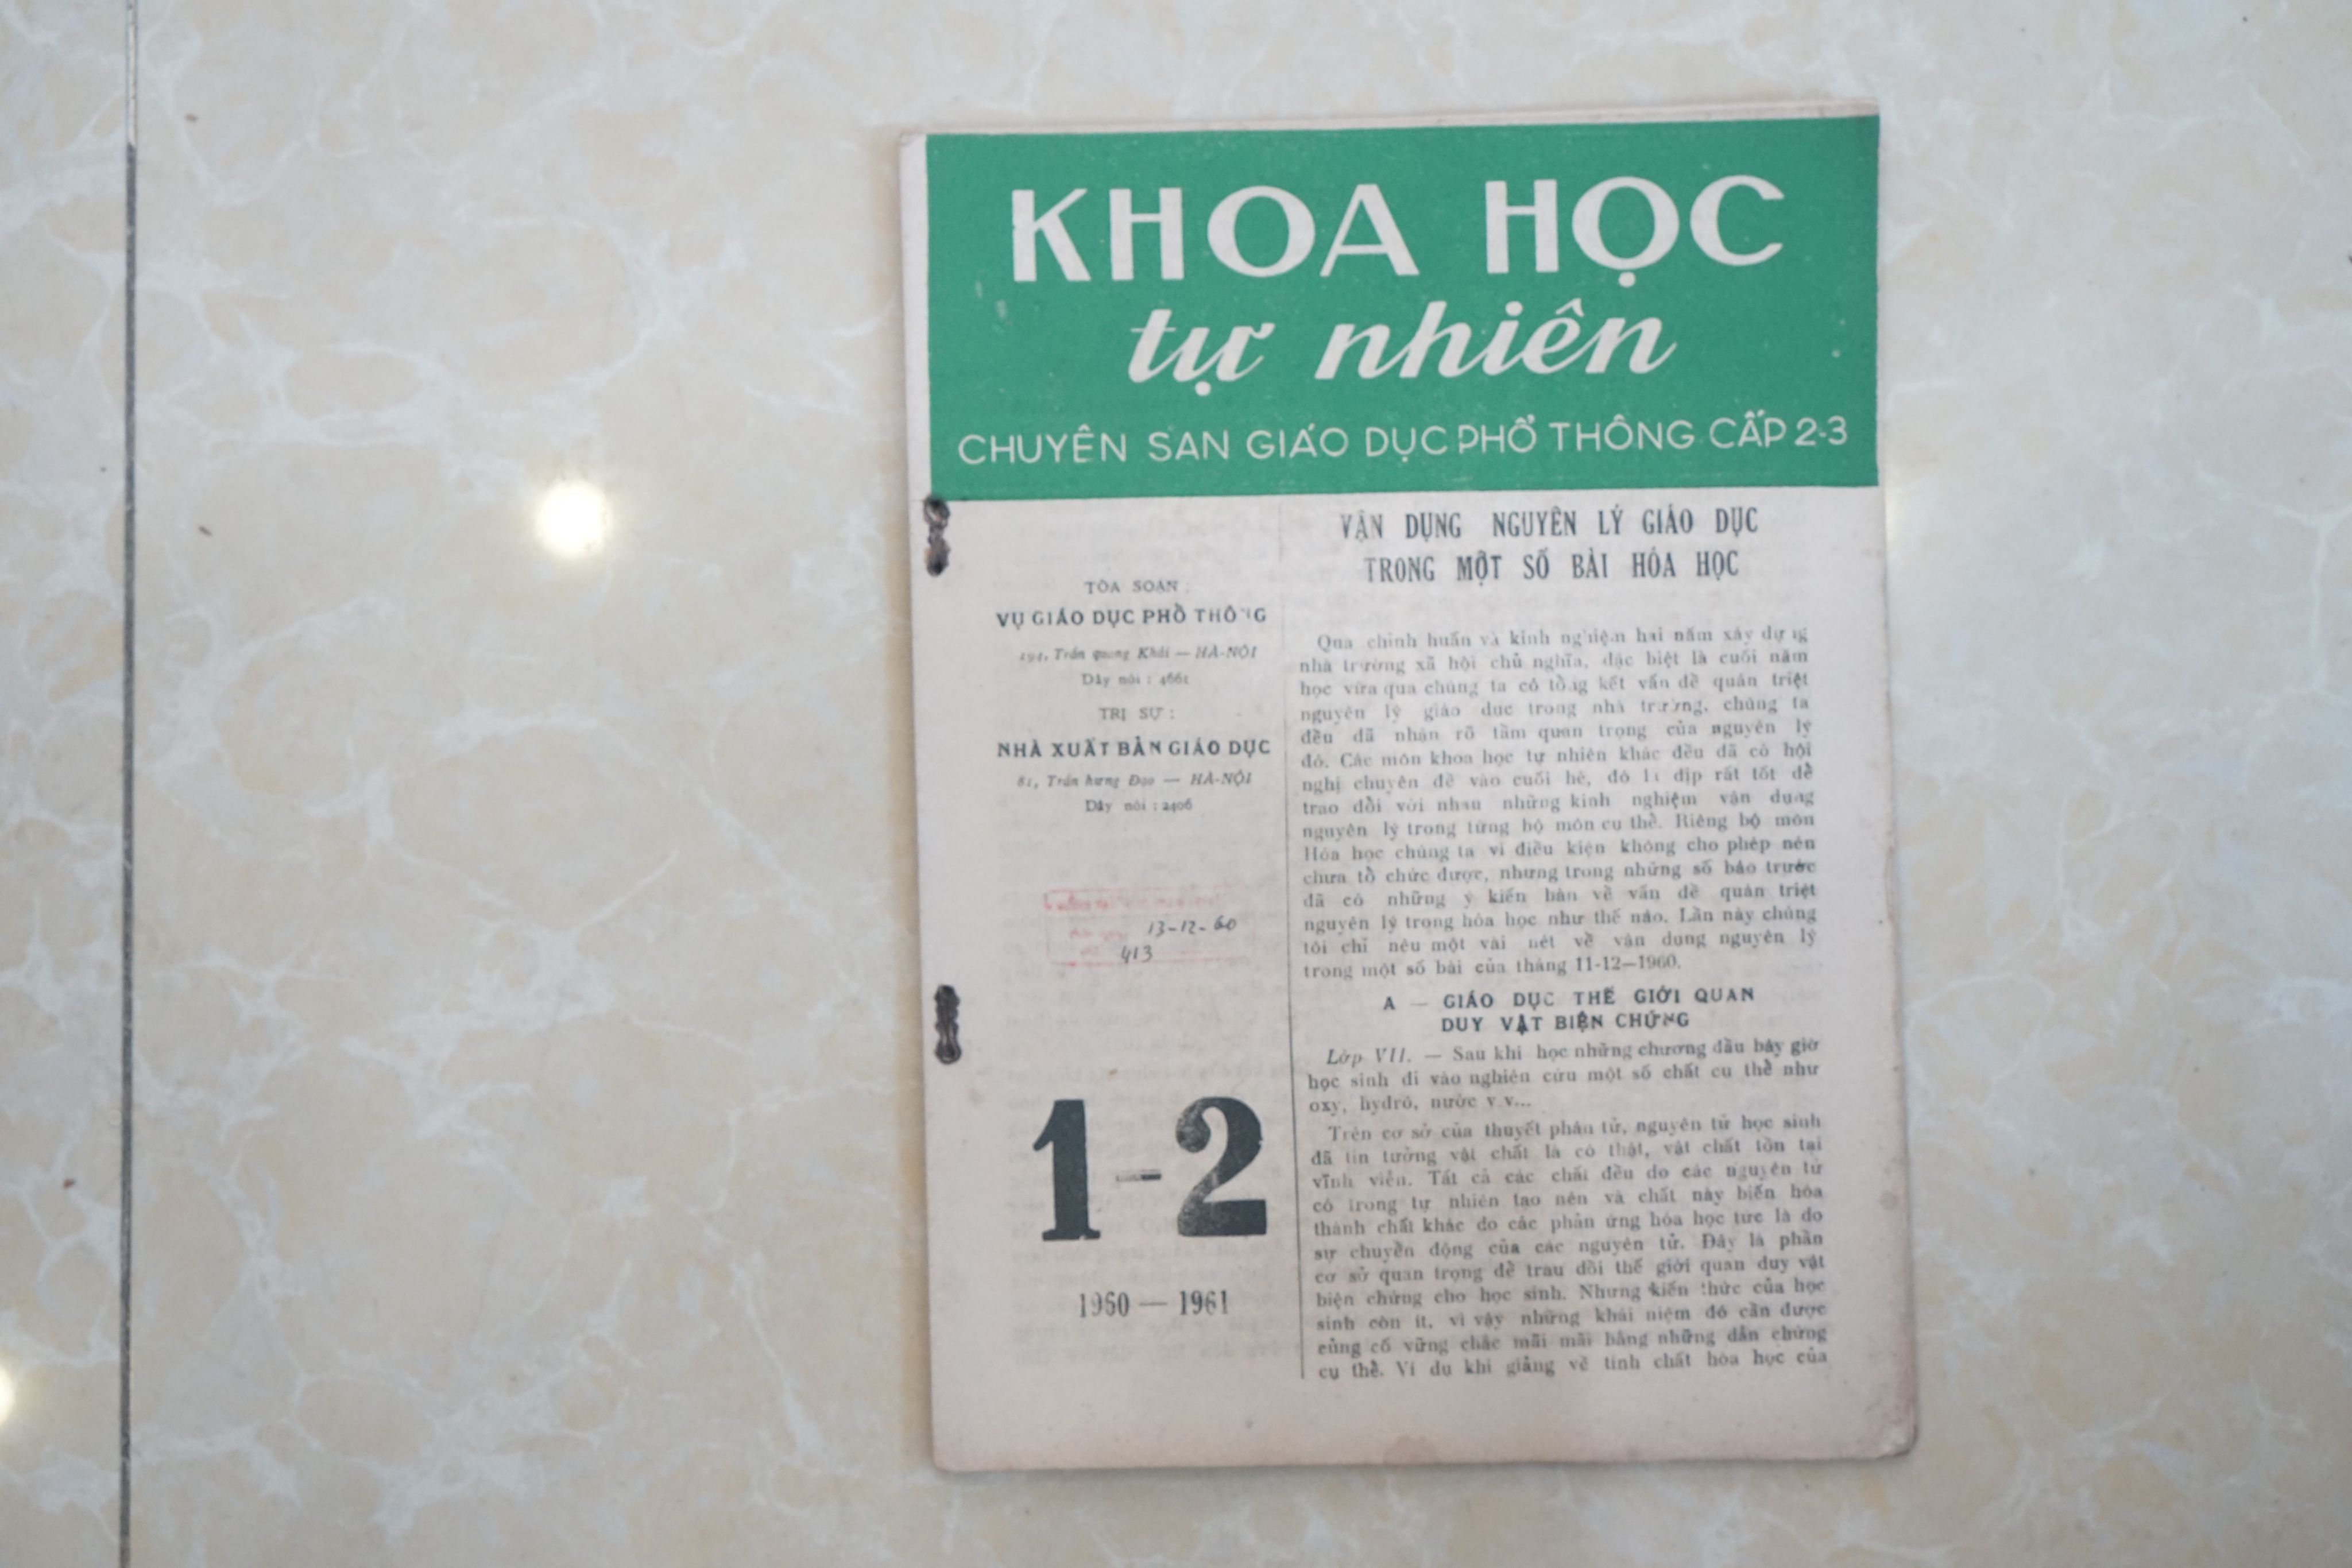 KHOA HỌC
tự nhiên
CHUYÊN SAN GIÁO DỤC PHỔ THÔNG CẤP 2-3
TÒA SOẠN :
VỤ GIÁO DỤC PHỔ THÔNG
194, Trần quang Khải — HÀ-NỘI
Dây nói : 4661
TRỊ SỰ :
NHÀ XUẤT BẢN GIÁO DỤC
81, Trần hưng Đạo — HÀ-NỘI
Dây nói : 2406
13-12-60
413
1-2
1960 — 1961
VẬN DỤNG NGUYÊN LÝ GIÁO DỤC
TRONG MỘT SỐ BÀI HÓA HỌC
Qua chỉnh huấn và kinh nghiệm hai năm xây dựng
nhà trường xã hội chủ nghĩa, đặc biệt là cuối năm
học vừa qua chúng ta có tổng kết vấn đề quán triệt
nguyên lý giáo dục trong nhà trường, chúng ta
đều đã nhận rõ tầm quan trọng của nguyên lý
đó. Các môn khoa học tự nhiên khác đều đã có hội
nghị chuyên đề vào cuối hè, đó là dịp rất tốt để
trao đổi với nhau những kinh nghiệm vận dụng
nguyên lý trong từng bộ môn cụ thể. Riêng bộ môn
Hóa học chúng ta vì điều kiện không cho phép nên
chưa tổ chức được, nhưng trong những số báo trước
đã có những ý kiến bàn về vấn đề quán triệt
nguyên lý trong hóa học như thế nào. Lần này chúng
tôi chỉ nêu một vài nét về vận dụng nguyên lý
trong một số bài của tháng 11-12—1960.
A — GIÁO DỤC THẾ GIỚI QUAN
DUY VẬT BIỆN CHỨNG
Lớp VII. — Sau khi học những chương đầu bây giờ
học sinh đi vào nghiên cứu một số chất cụ thể như
oxy, hydrô, nước v.v...
Trên cơ sở của thuyết phân tử, nguyên tử học sinh
đã tin tưởng vật chất là có thật, vật chất tồn tại
vĩnh viễn. Tất cả các chất đều do các nguyên tử
có trong tự nhiên tạo nên và chất này biến hóa
thành chất khác do các phản ứng hóa học tức là do
sự chuyển động của các nguyên tử. Đây là phần
cơ sở quan trọng để trau dồi thế giới quan duy vật
biện chứng cho học sinh. Nhưng kiến thức của học
sinh còn ít, vì vậy những khái niệm đó cần được
củng cố vững chắc mãi mãi bằng những dẫn chứng
cụ thể. Ví dụ khi giảng về tính chất hóa học của